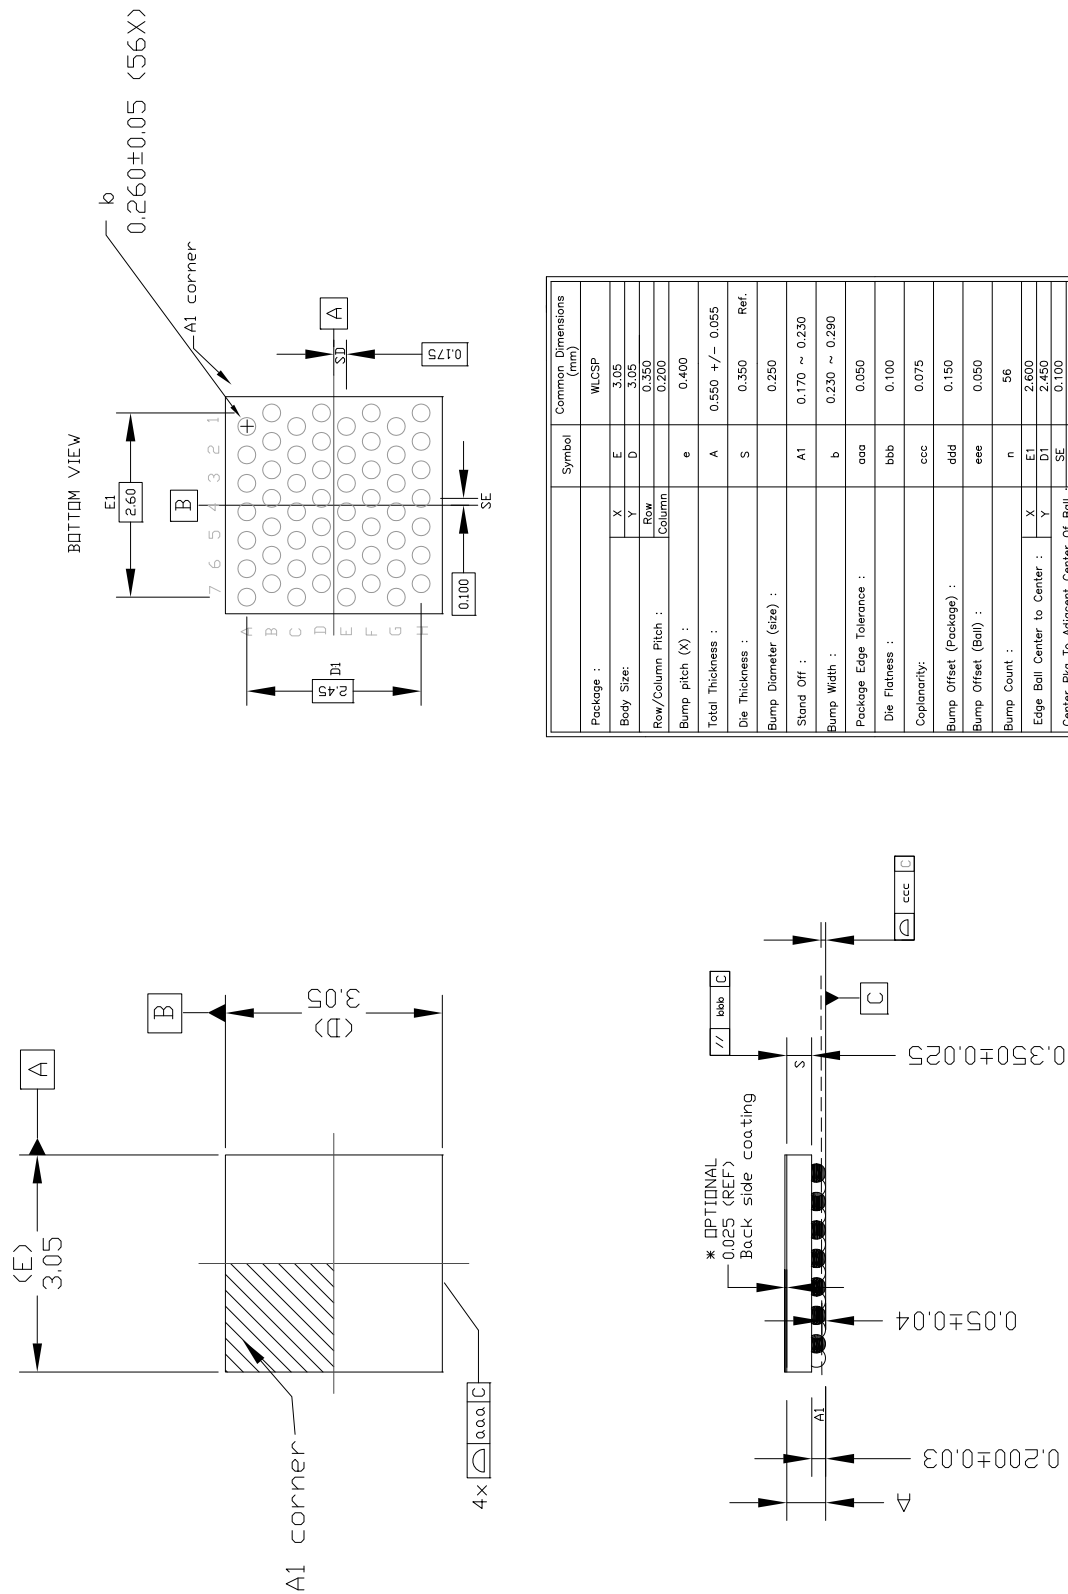 BOTTOM VIEW
E1
2.60
B
7 6 5 4 3 2 1
A
B
C
D
E
F
G
H
D1
2.45
b
0.260±0.05 (56X)
A1 corner
A
SD
0.175
SE
0.100
(E)
3.05
A
B
(D)
3.05
A1 corner
4x aaa C
* OPTIONAL
0.025 (REF)
Back side coating
// bbb C
S
ccc C
C
0.350±0.025
0.05±0.04
A1
0.200±0.03
A
Symbol Common Dimensions
(mm)
Package : WLCSP
Body Size: X E 3.05
Y D 3.05
Row/Column Pitch : Row 0.350
Column 0.200
Bump pitch (X) : e 0.400
Total Thickness : A 0.550 +/- 0.055
Die Thickness : S 0.350 Ref.
Bump Diameter (size) : 0.250
Stand Off : A1 0.170 ~ 0.230
Bump Width : b 0.230 ~ 0.290
Package Edge Tolerance : aaa 0.050
Die Flatness : bbb 0.100
Coplanarity: ccc 0.075
Bump Offset (Package) : ddd 0.150
Bump Offset (Ball) : eee 0.050
Bump Count : n 56
Edge Ball Center to Center : X E1 2.600
Y D1 2.450
Center Pkg To Adjacent Center Of Ball SE 0.100